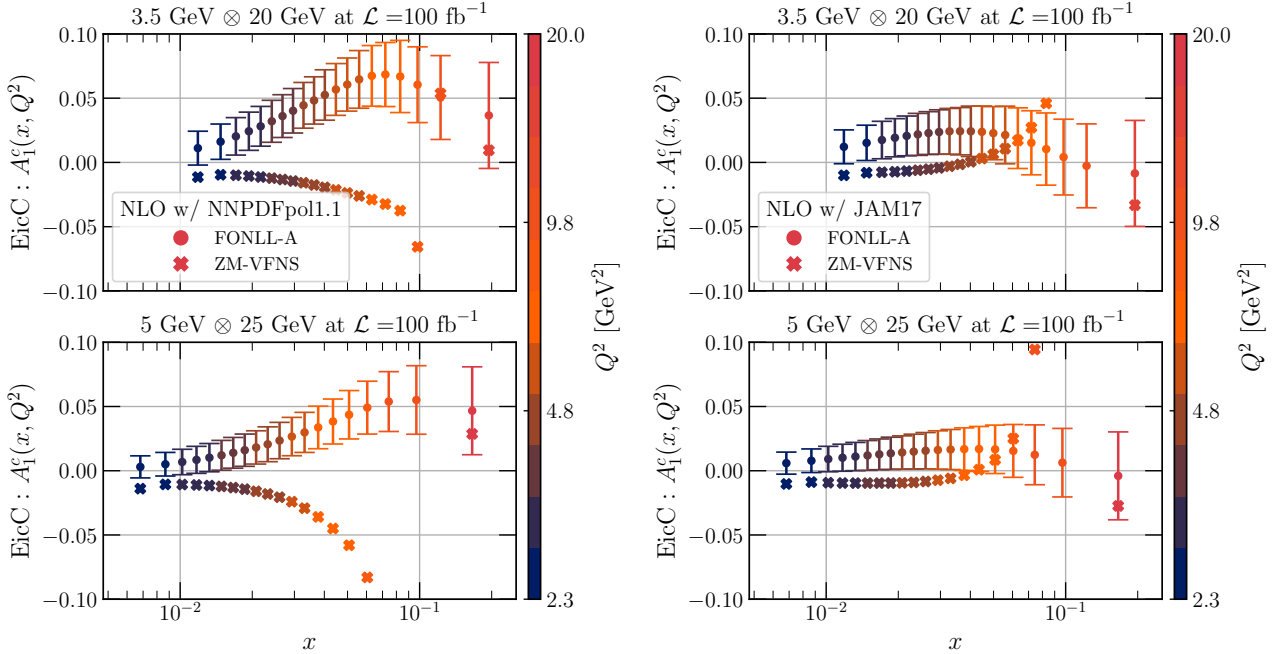 3.5 GeV ⊗ 20 GeV at 𝓛 =100 fb⁻¹
EicC : A₁ᶜ(x, Q²)
0.10
0.05
0.00
−0.05
−0.10
NLO w/ NNPDFpol1.1
FONLL-A
ZM-VFNS
5 GeV ⊗ 25 GeV at 𝓛 =100 fb⁻¹
EicC : A₁ᶜ(x, Q²)
0.10
0.05
0.00
−0.05
−0.10
10⁻²
10⁻¹
x
20.0
9.8
4.8
2.3
Q² [GeV²]
3.5 GeV ⊗ 20 GeV at 𝓛 =100 fb⁻¹
EicC : A₁ᶜ(x, Q²)
0.10
0.05
0.00
−0.05
−0.10
NLO w/ JAM17
FONLL-A
ZM-VFNS
5 GeV ⊗ 25 GeV at 𝓛 =100 fb⁻¹
EicC : A₁ᶜ(x, Q²)
0.10
0.05
0.00
−0.05
−0.10
10⁻²
10⁻¹
x
20.0
9.8
4.8
2.3
Q² [GeV²]